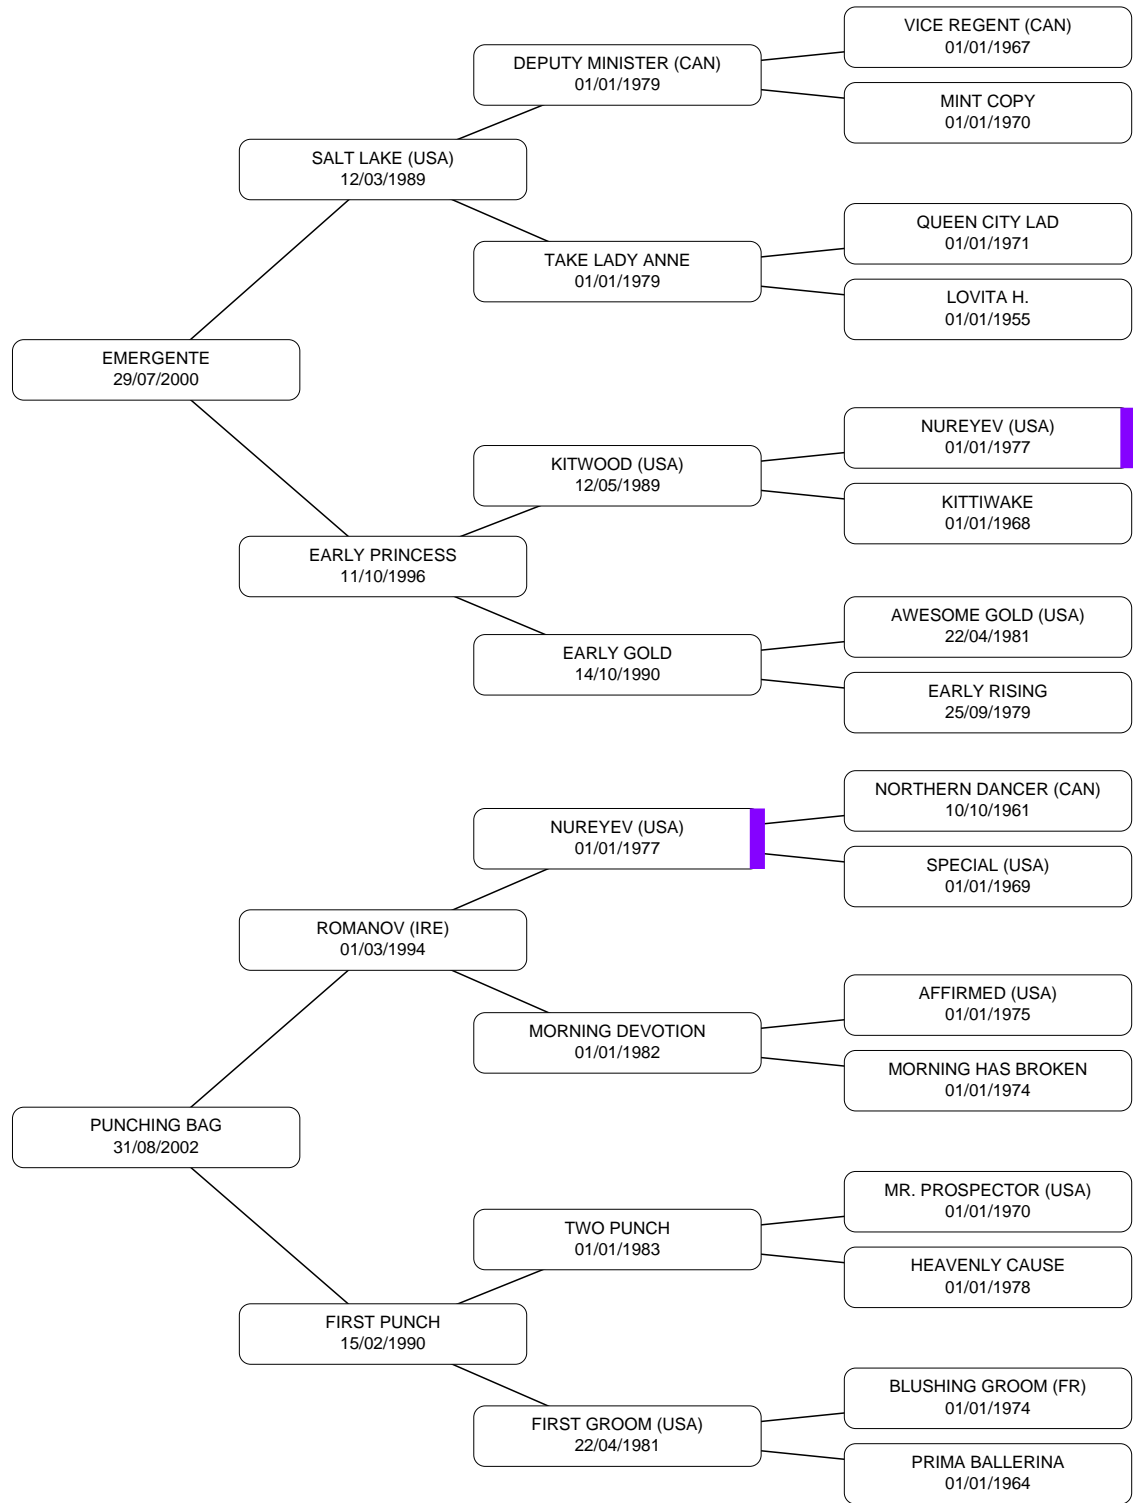 VICE REGENT (CAN)
01/01/1967
DEPUTY MINISTER (CAN)
01/01/1979
MINT COPY
01/01/1970
SALT LAKE (USA)
12/03/1989
QUEEN CITY LAD
01/01/1971
TAKE LADY ANNE
01/01/1979
LOVITA H.
01/01/1955
EMERGENTE
29/07/2000
NUREYEV (USA)
01/01/1977
KITWOOD (USA)
12/05/1989
KITTIWAKE
01/01/1968
EARLY PRINCESS
11/10/1996
AWESOME GOLD (USA)
22/04/1981
EARLY GOLD
14/10/1990
EARLY RISING
25/09/1979
NORTHERN DANCER (CAN)
10/10/1961
NUREYEV (USA)
01/01/1977
SPECIAL (USA)
01/01/1969
ROMANOV (IRE)
01/03/1994
AFFIRMED (USA)
01/01/1975
MORNING DEVOTION
01/01/1982
MORNING HAS BROKEN
01/01/1974
PUNCHING BAG
31/08/2002
MR. PROSPECTOR (USA)
01/01/1970
TWO PUNCH
01/01/1983
HEAVENLY CAUSE
01/01/1978
FIRST PUNCH
15/02/1990
BLUSHING GROOM (FR)
01/01/1974
FIRST GROOM (USA)
22/04/1981
PRIMA BALLERINA
01/01/1964